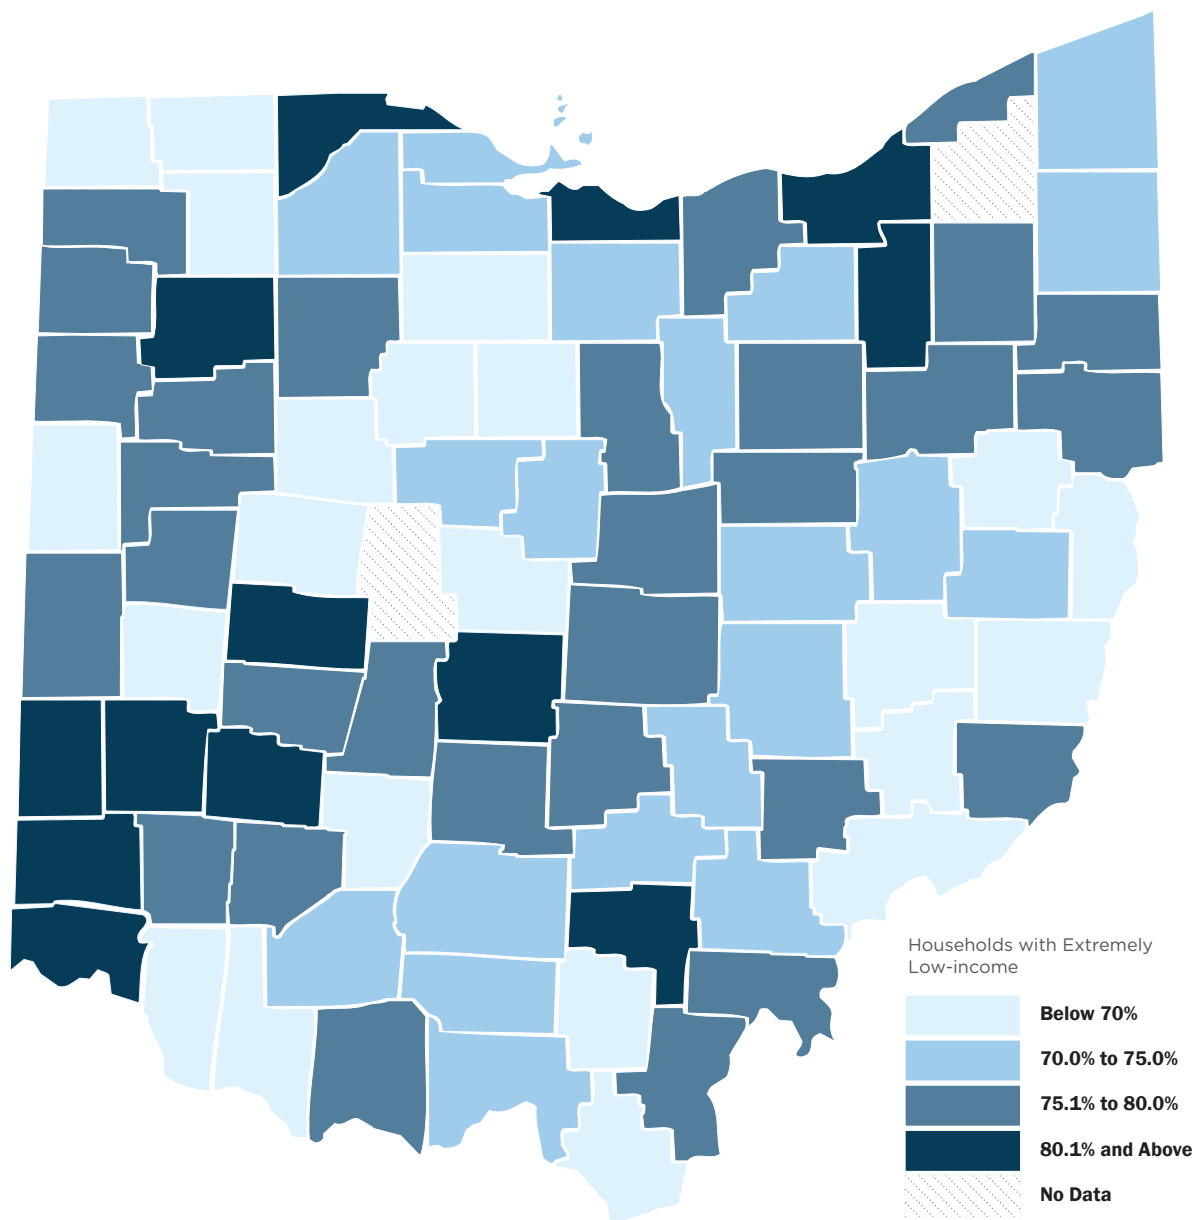 Households with Extremely
Low-income
Below 70%
70.0% to 75.0%
75.1% to 80.0%
80.1% and Above
No Data